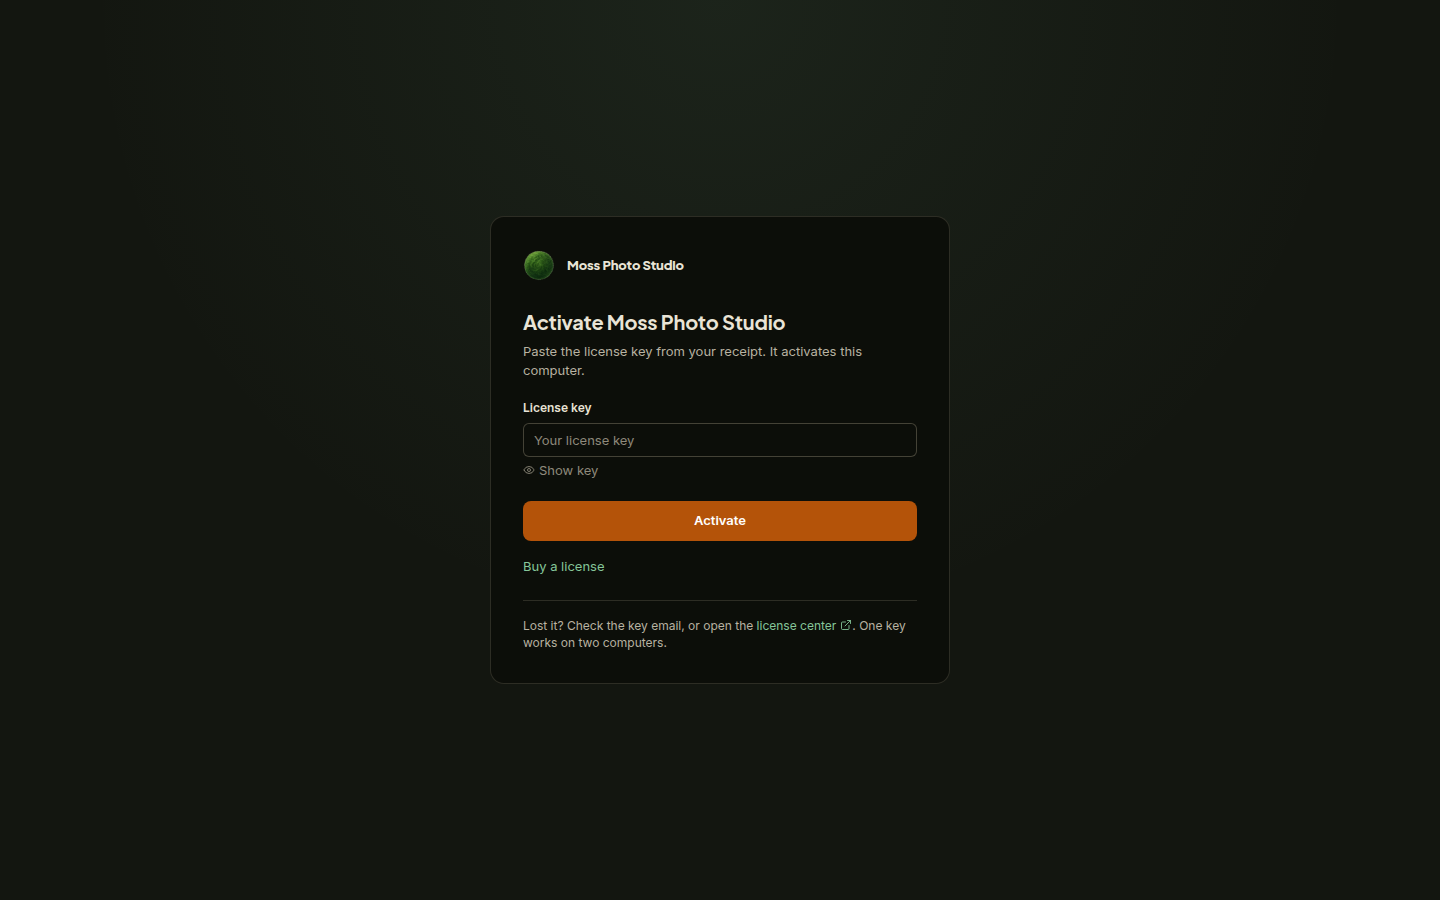 Moss Photo Studio
Activate Moss Photo Studio
Paste the license key from your receipt. It activates this
computer.
License key
Your license key
Show key
Activate
Buy a license
Lost it? Check the key email, or open the license center . One key
works on two computers.